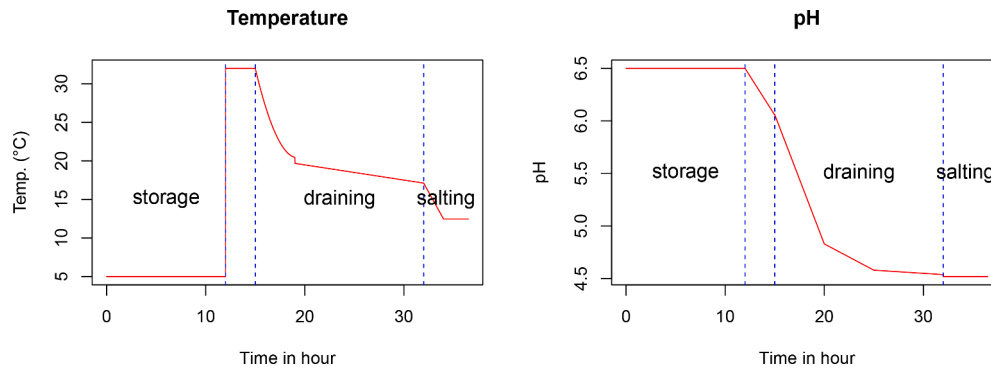 Temperature
Temp. (°C)
30
25
20
15
10
5
storage
draining
salting
0
10
20
30
Time in hour
pH
pH
6.5
6.0
5.5
5.0
4.5
storage
draining
salting
0
10
20
30
Time in hour